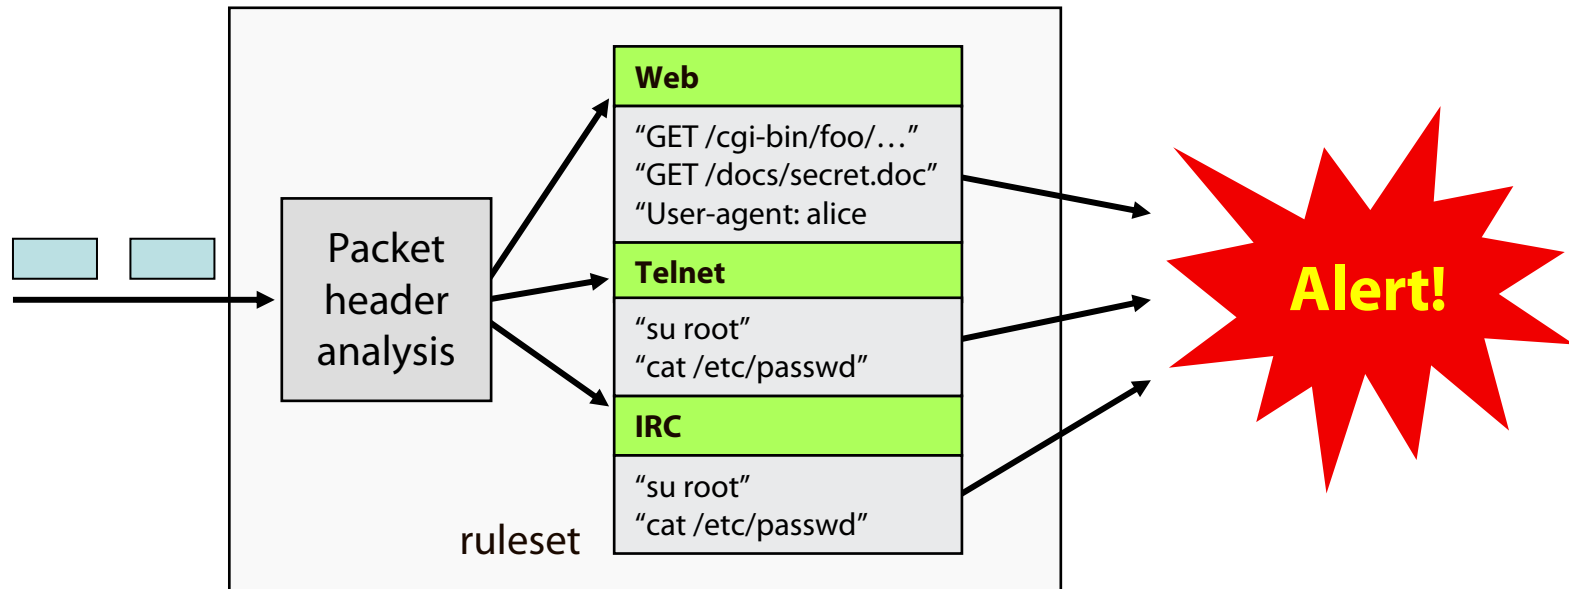 Packet
header
analysis
ruleset
Web
“GET /cgi-bin/foo/…”
“GET /docs/secret.doc”
“User-agent: alice
Telnet
“su root”
“cat /etc/passwd”
IRC
“su root”
“cat /etc/passwd”
Alert!